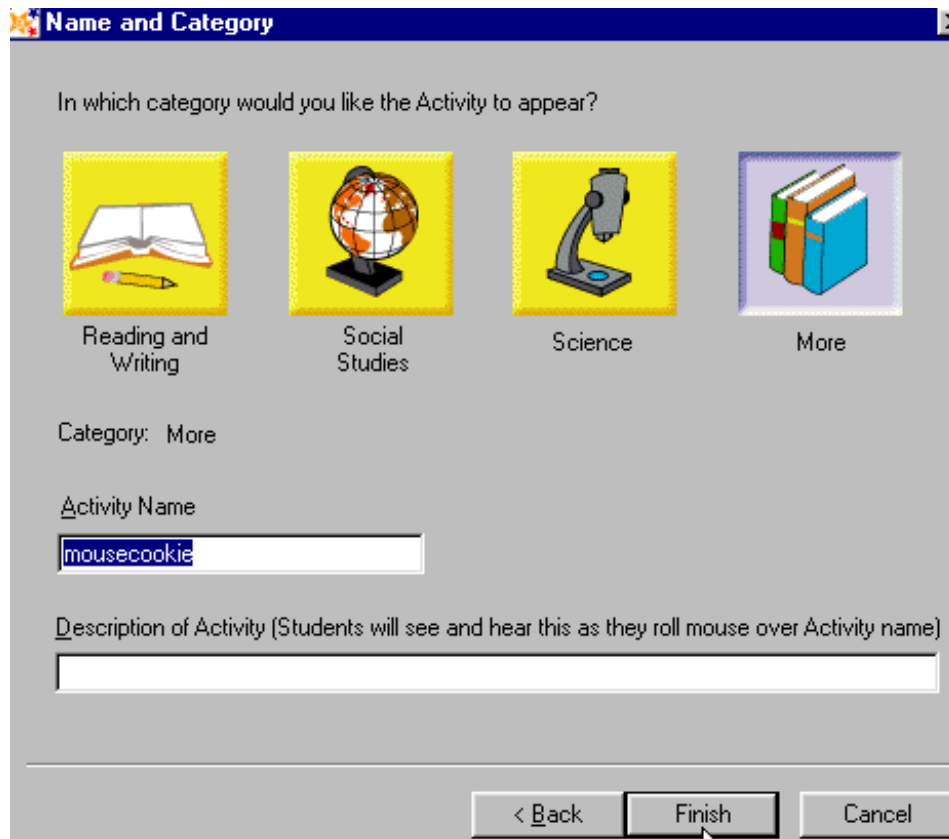 Name and Category
In which category would you like the Activity to appear?
Reading and
Writing
Social
Studies
Science
More
Category: More
Activity Name
mousecookie
Description of Activity (Students will see and hear this as they roll mouse over Activity name)
< Back
Finish
Cancel